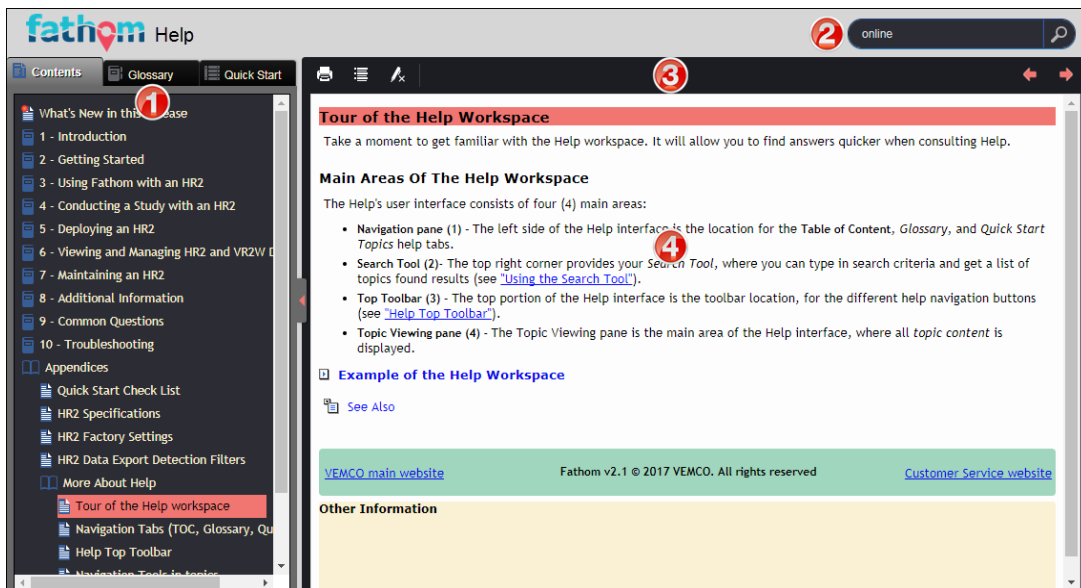 fathom Help
2
online
Contents
Glossary
Quick Start
3
1
What's New in this ease
1 - Introduction
2 - Getting Started
3 - Using Fathom with an HR2
4 - Conducting a Study with an HR2
5 - Deploying an HR2
6 - Viewing and Managing HR2 and VR2W D
7 - Maintaining an HR2
8 - Additional Information
9 - Common Questions
10 - Troubleshooting
Appendices
Quick Start Check List
HR2 Specifications
HR2 Factory Settings
HR2 Data Export Detection Filters
More About Help
Tour of the Help workspace
Navigation Tabs (TOC, Glossary, Qu
Help Top Toolbar
Navigation Tools in topics
Tour of the Help Workspace
Take a moment to get familiar with the Help workspace. It will allow you to find answers quicker when consulting Help.
Main Areas Of The Help Workspace
The Help's user interface consists of four (4) main areas:
• Navigation pane (1) - The left side of the Help interface is the location for the Table of Content, Glossary, and Quick Start
Topics help tabs.
4
• Search Tool (2)- The top right corner provides your Search Tool, where you can type in search criteria and get a list of
topics found results (see "Using the Search Tool").
• Top Toolbar (3) - The top portion of the Help interface is the toolbar location, for the different help navigation buttons
(see "Help Top Toolbar").
• Topic Viewing pane (4) - The Topic Viewing pane is the main area of the Help interface, where all topic content is
displayed.
Example of the Help Workspace
See Also
VEMCO main website
Fathom v2.1 © 2017 VEMCO. All rights reserved
Customer Service website
Other Information